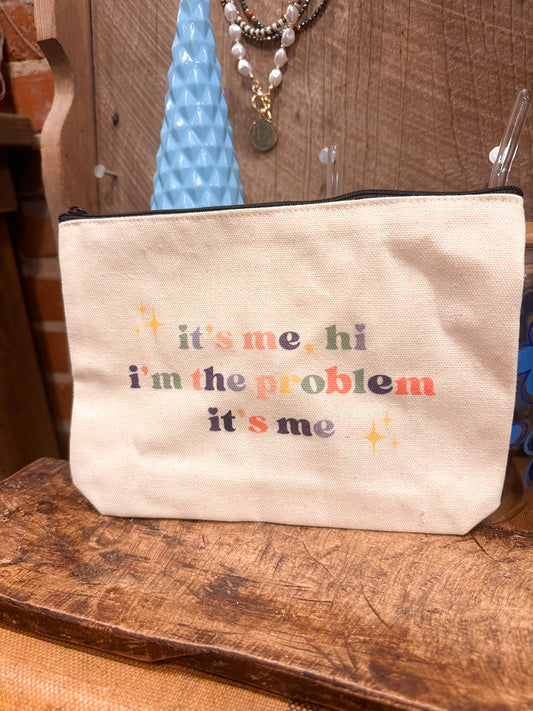 it's me, hi
i'm the problem
it's me